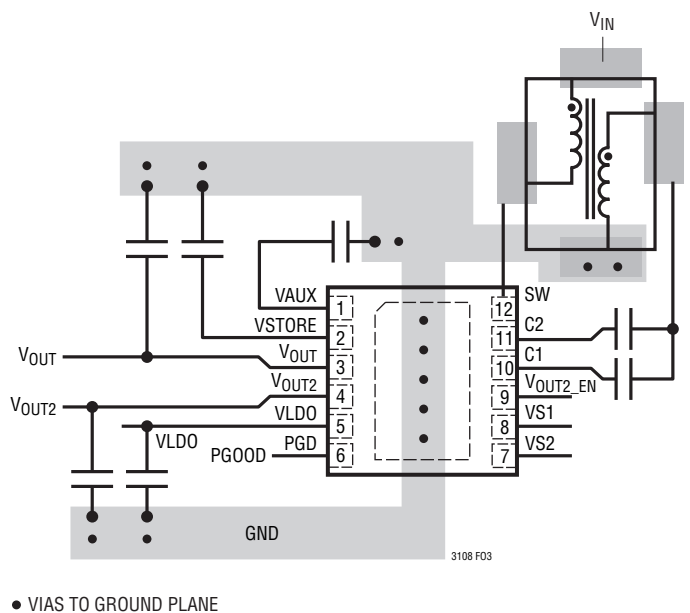 VIN
VAUX
1
VSTORE
2
VOUT
VOUT
3
VOUT2
VOUT2
4
VLDO
5
VLDO
PGOOD
PGD
6
SW
12
C2
11
C1
10
VOUT2_EN
9
VS1
8
VS2
7
GND
3108 F03
● VIAS TO GROUND PLANE